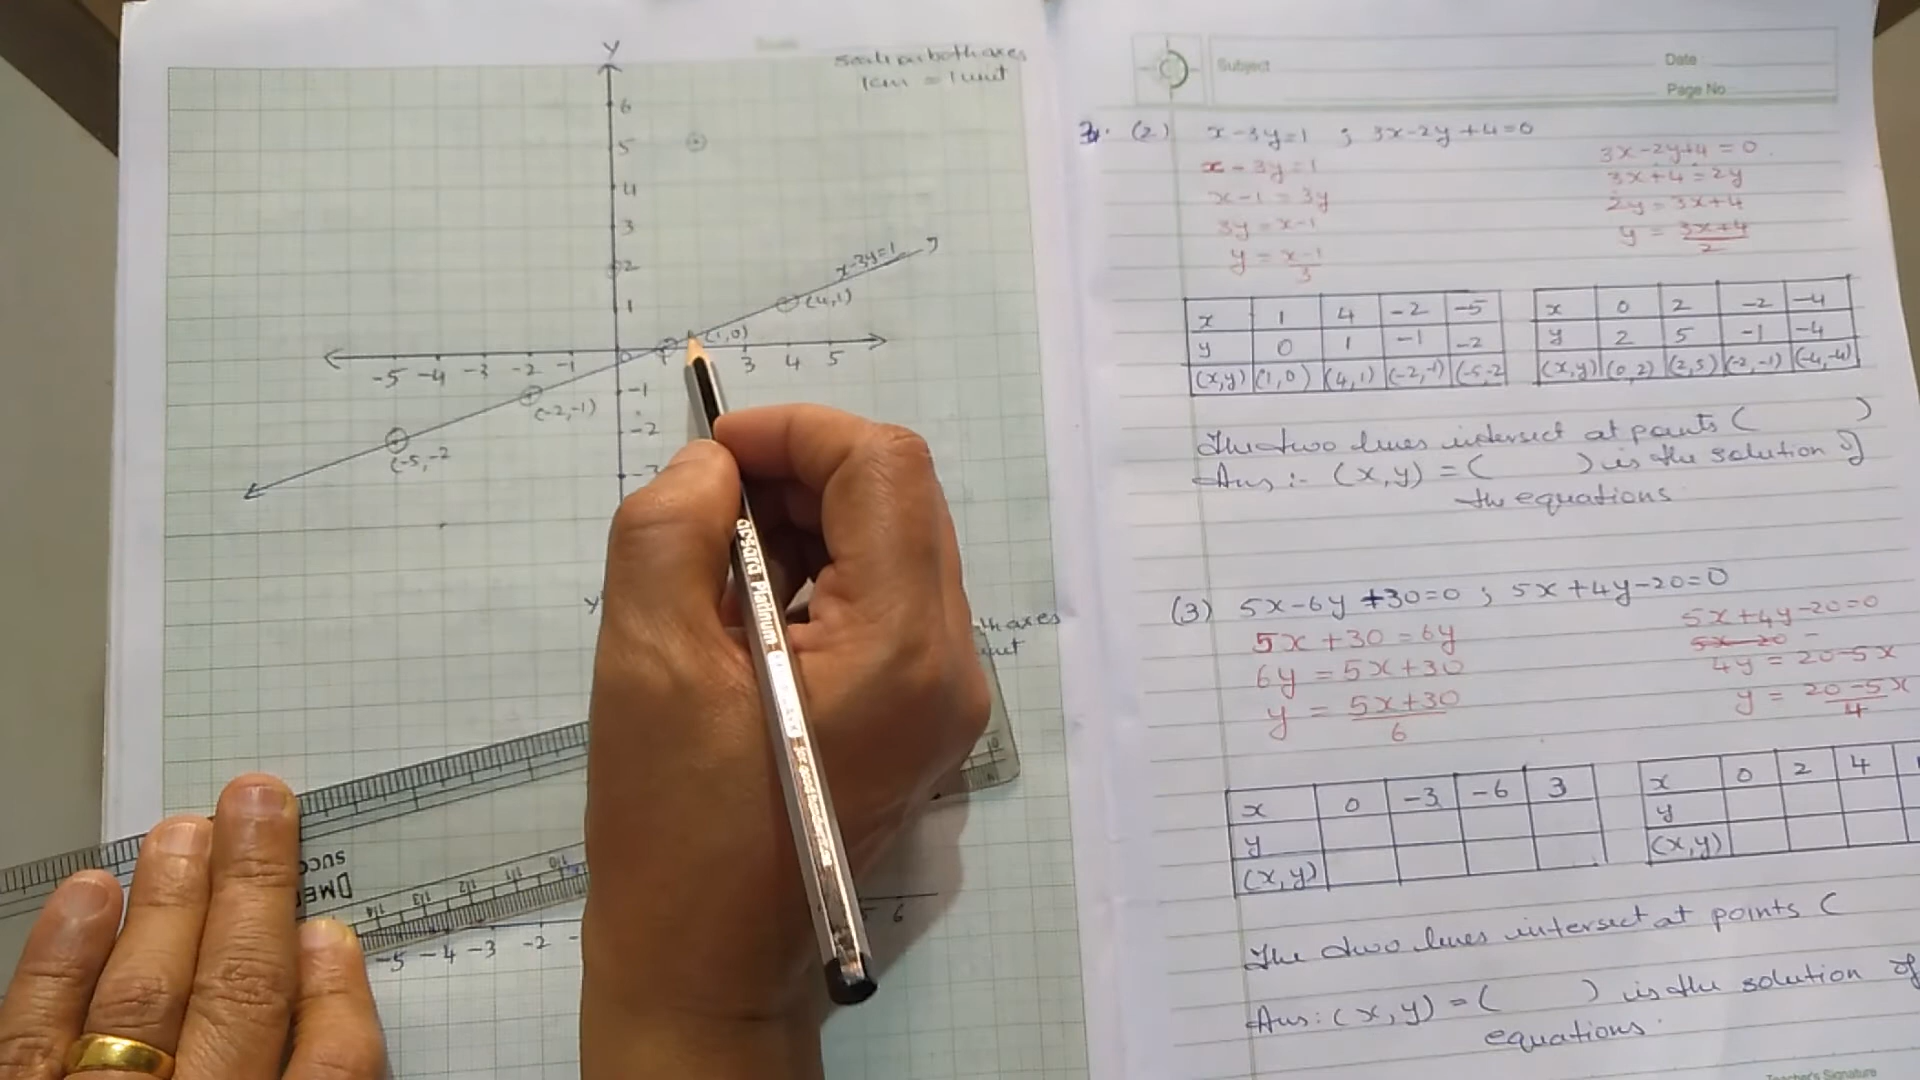 Y
1cm = 1 unit
6
5
4
3
2
1
x-3y=1
(4,1)
(1,0)
-5 -4 -3 -2 -1 0 3 4 5
-1
(-2,-1)
-2
(-5,-2
-3
Y
axes
apsara Platinum
-5 -4 -3 -2
6
Subject
Date
Page No
(2) x-3y=1 ; 3x-2y+4=0
x-3y=1
x-1=3y
3y=x-1
y = x-1/3
3x-2y+4=0
3x+4=2y
2y=3x+4
y = 3x+4/2
x 1 4 -2 -5
y 0 1 -1 -2
(x,y) (1,0) (4,1) (-2,-1) (-5,-2
x 0 2 -2 -4
y 2 5 -1 -4
(x,y) (0,2) (2,5) (-2,-1) (-4,-4)
The two lines intersect at points ( )
Ans :- (x,y) = ( ) is the solution of
the equations
(3) 5x-6y+30=0 ; 5x+4y-20=0
5x+30=6y
6y=5x+30
y = 5x+30/6
5x+4y-20=0
5x-20 =
4y=20-5x
y = 20-5x/4
x 0 -3 -6 3
y
(x,y)
x 0 2 4
y
(x,y)
The two lines intersect at points (
Ans: (x,y) = ( ) is the solution of
equations.
Teacher's Signature